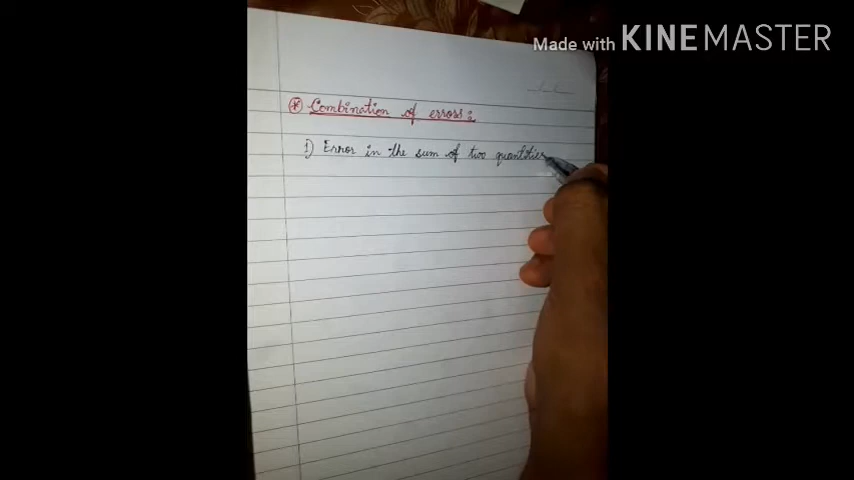 Made with KINEMASTER
⊛ Combination of errors:
1) Error in the sum of two quantities